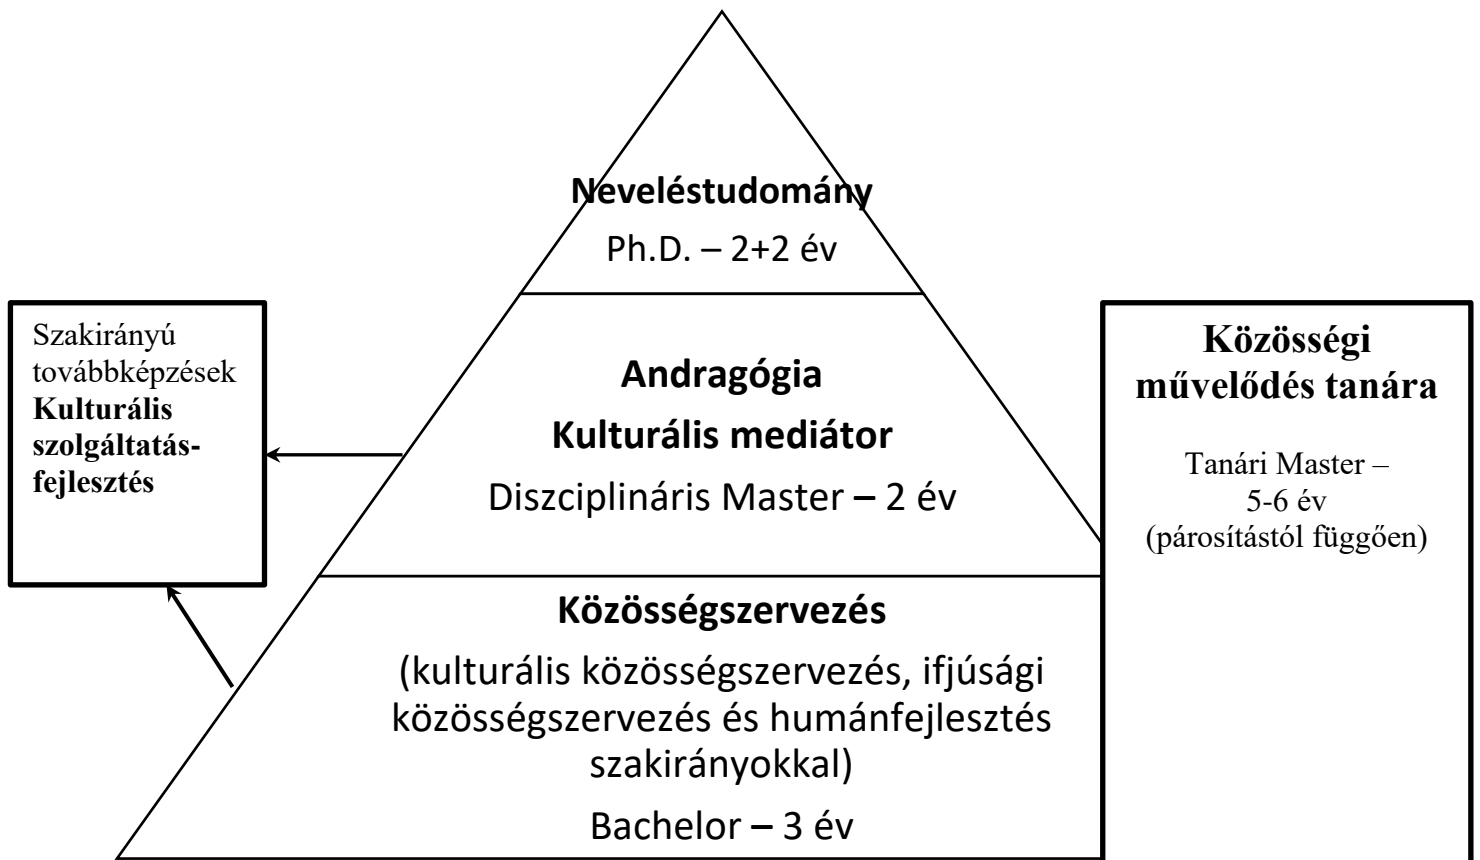 Neveléstudomány
Ph.D. – 2+2 év
Szakirányú
továbbképzések
Kulturális
szolgáltatás-
fejlesztés
Andragógia
Kulturális mediátor
Diszciplináris Master – 2 év
Közösségi
művelődés tanára
Tanári Master –
5-6 év
(párosítástól függően)
Közösségszervezés
(kulturális közösségszervezés, ifjúsági
közösségszervezés és humánfejlesztés
szakirányokkal)
Bachelor – 3 év